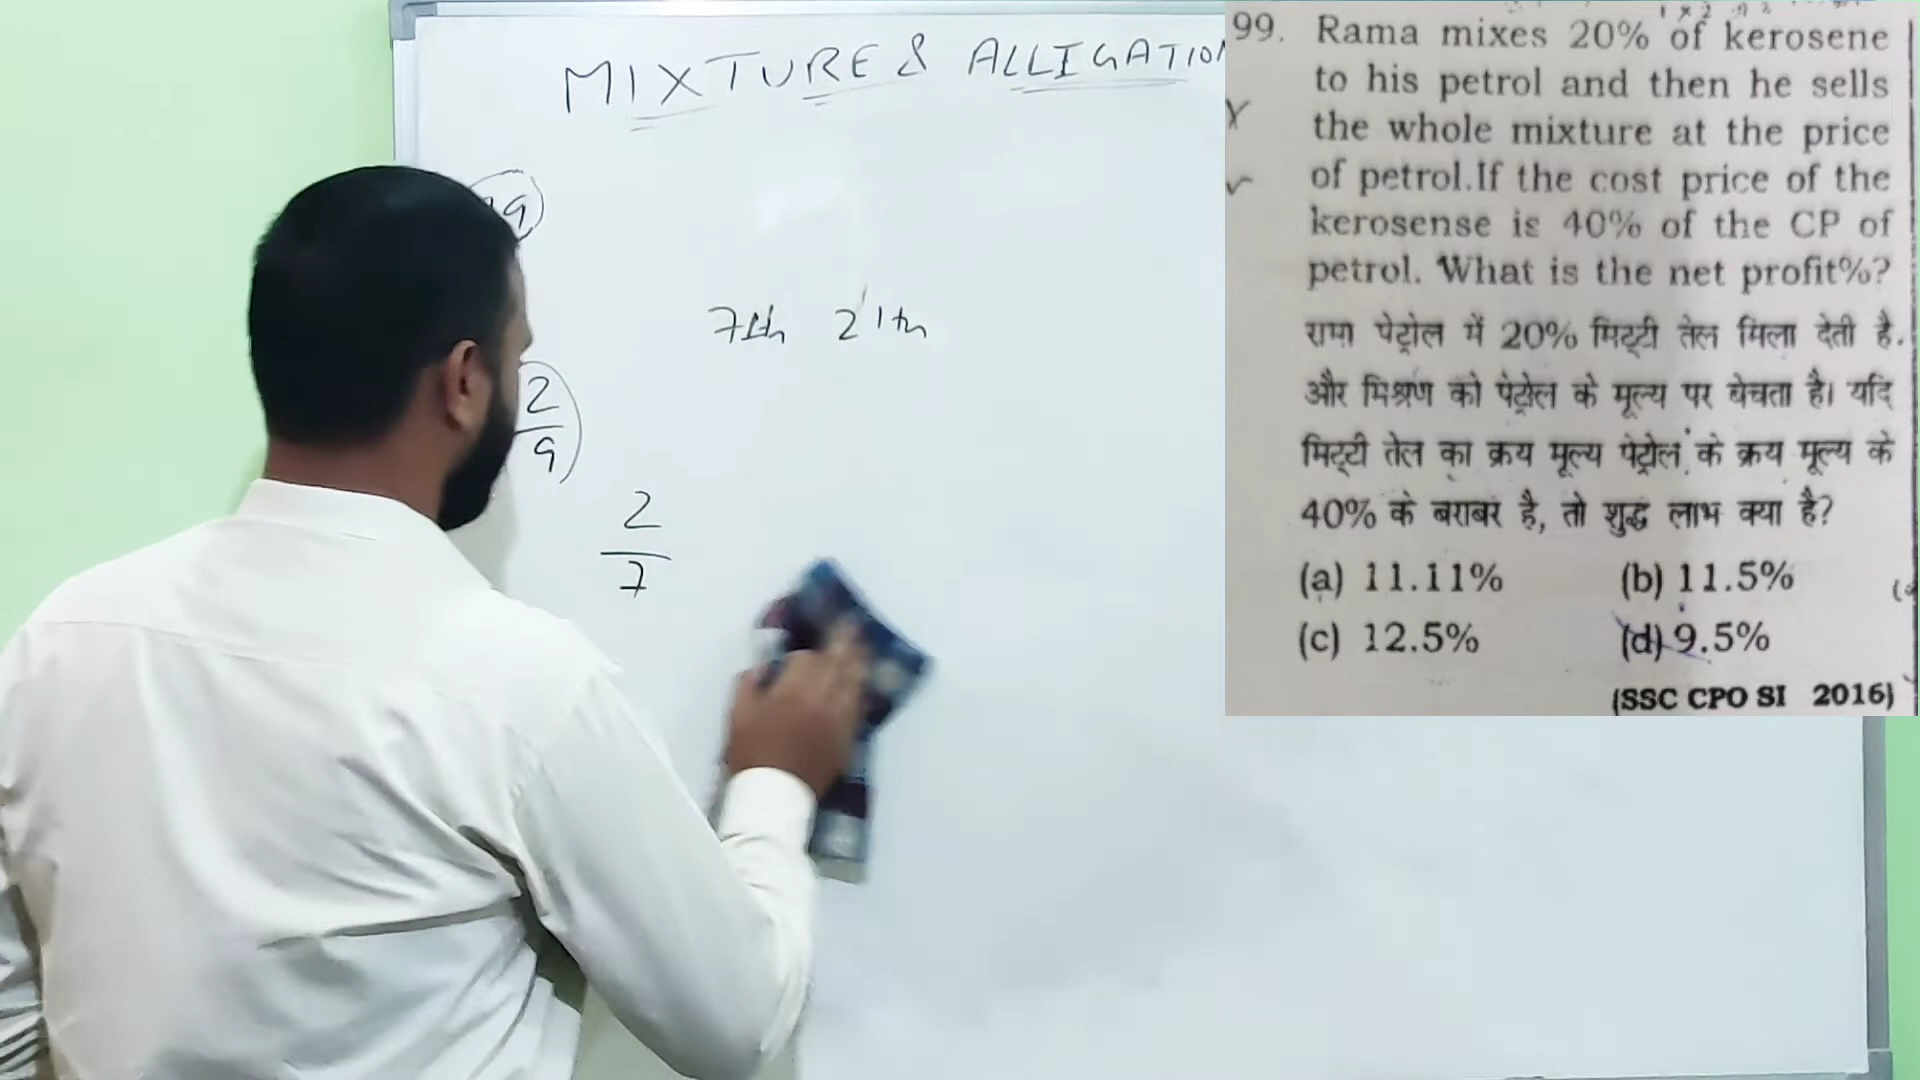 MIXTURE & ALLIGATION
9
7th 21th
2
9
2
7
99. Rama mixes 20% of kerosene
to his petrol and then he sells
the whole mixture at the price
of petrol.If the cost price of the
kerosense is 40% of the CP of
petrol. What is the net profit%?
रामा पेट्रोल में 20% मिट्टी तेल मिला देती है.
और मिश्रण को पेट्रोल के मूल्य पर बेचता है। यदि
मिट्टी तेल का क्रय मूल्य पेट्रोल के क्रय मूल्य के
40% के बराबर है, तो शुद्ध लाभ क्या है?
(a) 11.11% (b) 11.5%
(c) 12.5% (d) 9.5%
(SSC CPO SI 2016)